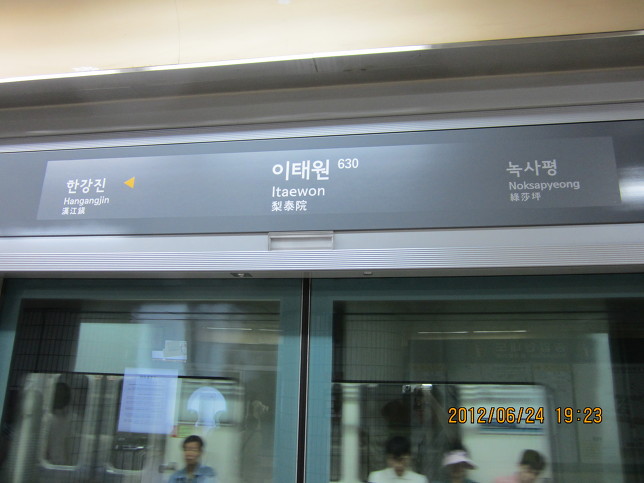 한강진
Hangangjin
漢江鎭
이태원 630
Itaewon
梨泰院
녹사평
Noksapyeong
綠莎坪
2012/06/24 19:23